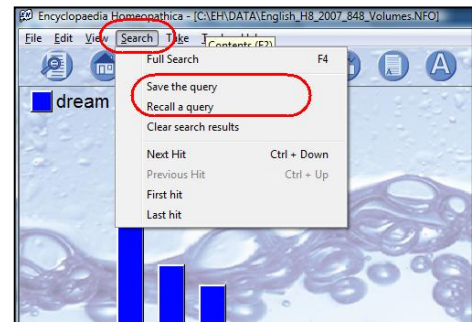 Encyclopaedia Homeopathica - [C:\EH\DATA\English_H8_2007_848_Volumes.NFO]
File Edit View Search Take
Contents (F2)
Full Search F4
Save the query
Recall a query
Clear search results
Next Hit Ctrl + Down
Previous Hit Ctrl + Up
First hit
Last hit
dream
A